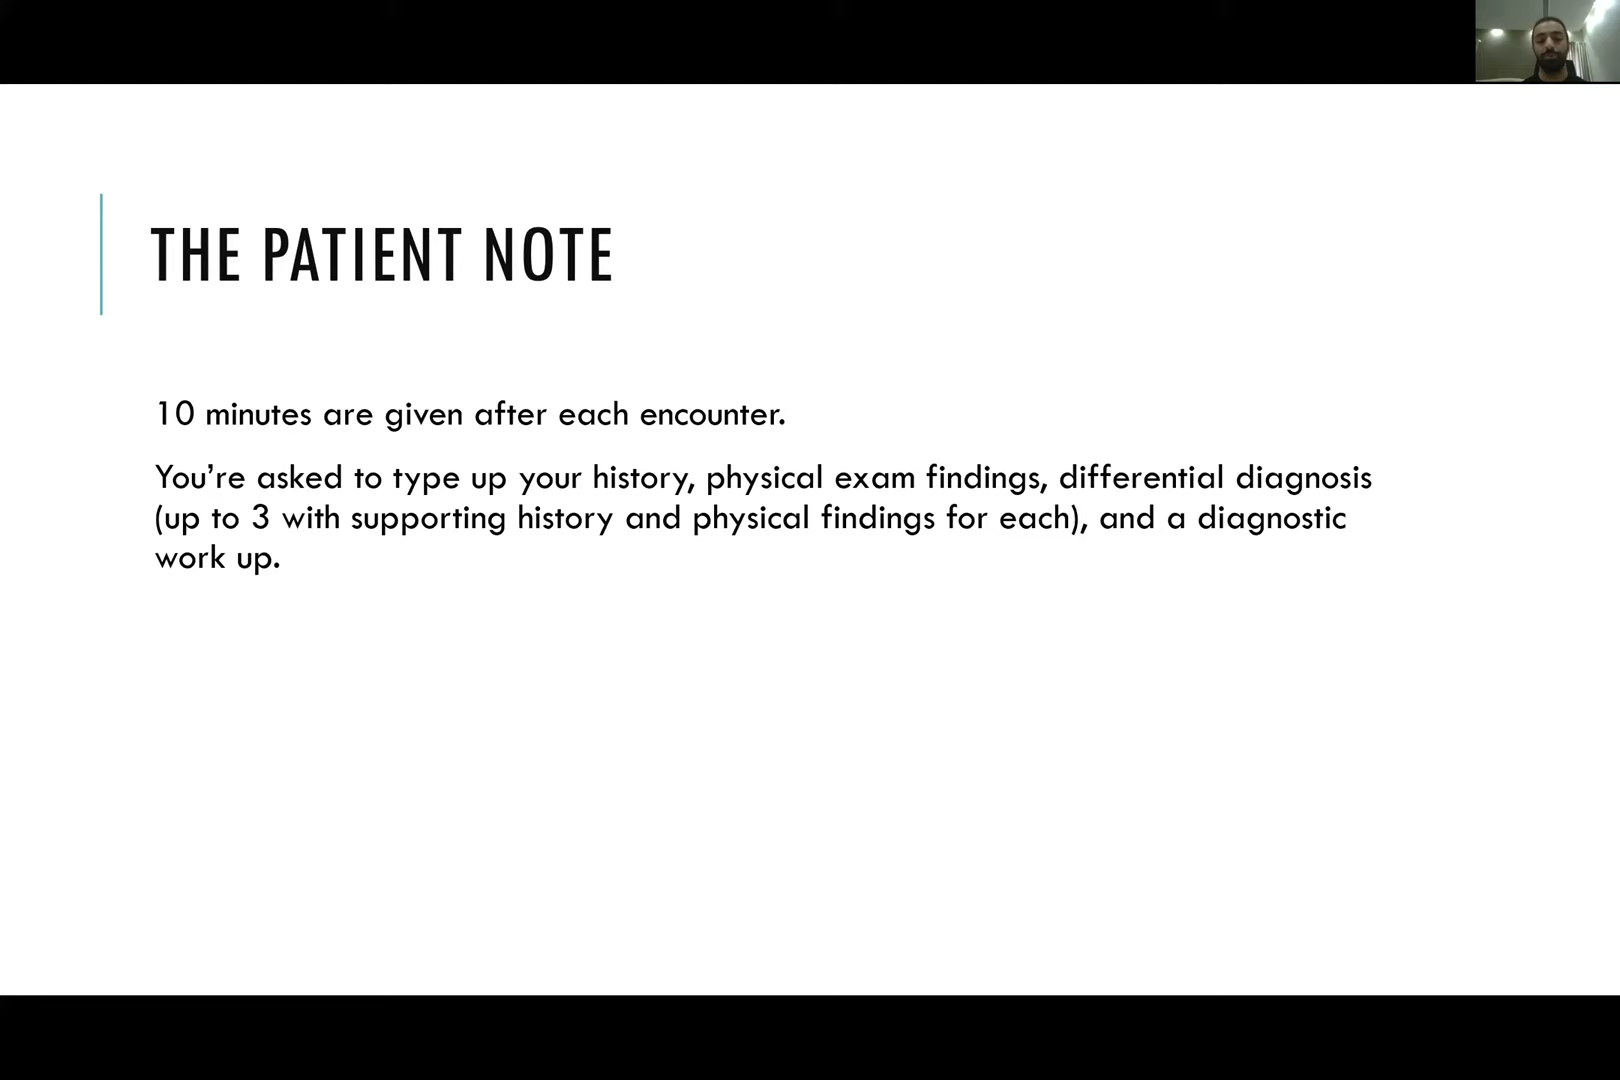 THE PATIENT NOTE
10 minutes are given after each encounter.
You’re asked to type up your history, physical exam findings, differential diagnosis
(up to 3 with supporting history and physical findings for each), and a diagnostic
work up.